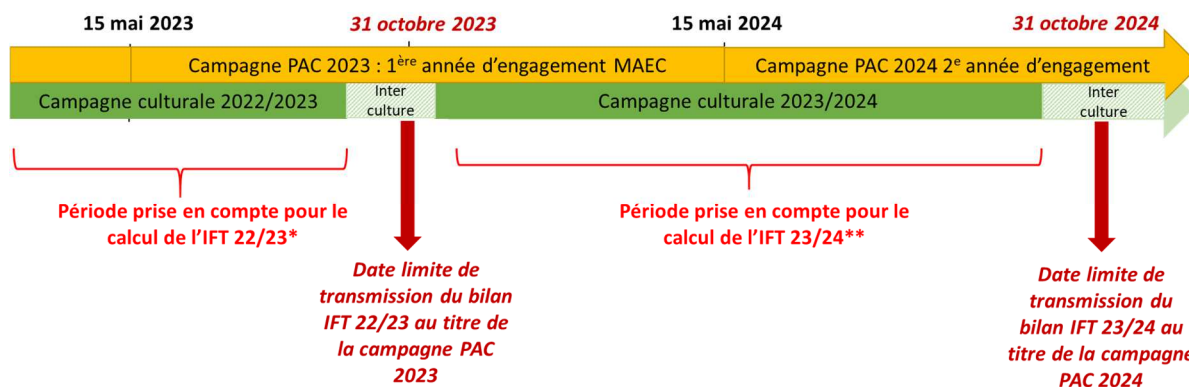 15 mai 2023
31 octobre 2023
15 mai 2024
31 octobre 2024
Campagne PAC 2023 : 1ère année d'engagement MAEC
Campagne PAC 2024 2e année d'engagement
Campagne culturale 2022/2023
Inter
culture
Campagne culturale 2023/2024
Inter
culture
Période prise en compte pour le
calcul de l'IFT 22/23*
Période prise en compte pour le
calcul de l'IFT 23/24**
Date limite de
transmission du bilan
IFT 22/23 au titre de
la campagne PAC
2023
Date limite de
transmission du
bilan IFT 23/24 au
titre de la campagne
PAC 2024